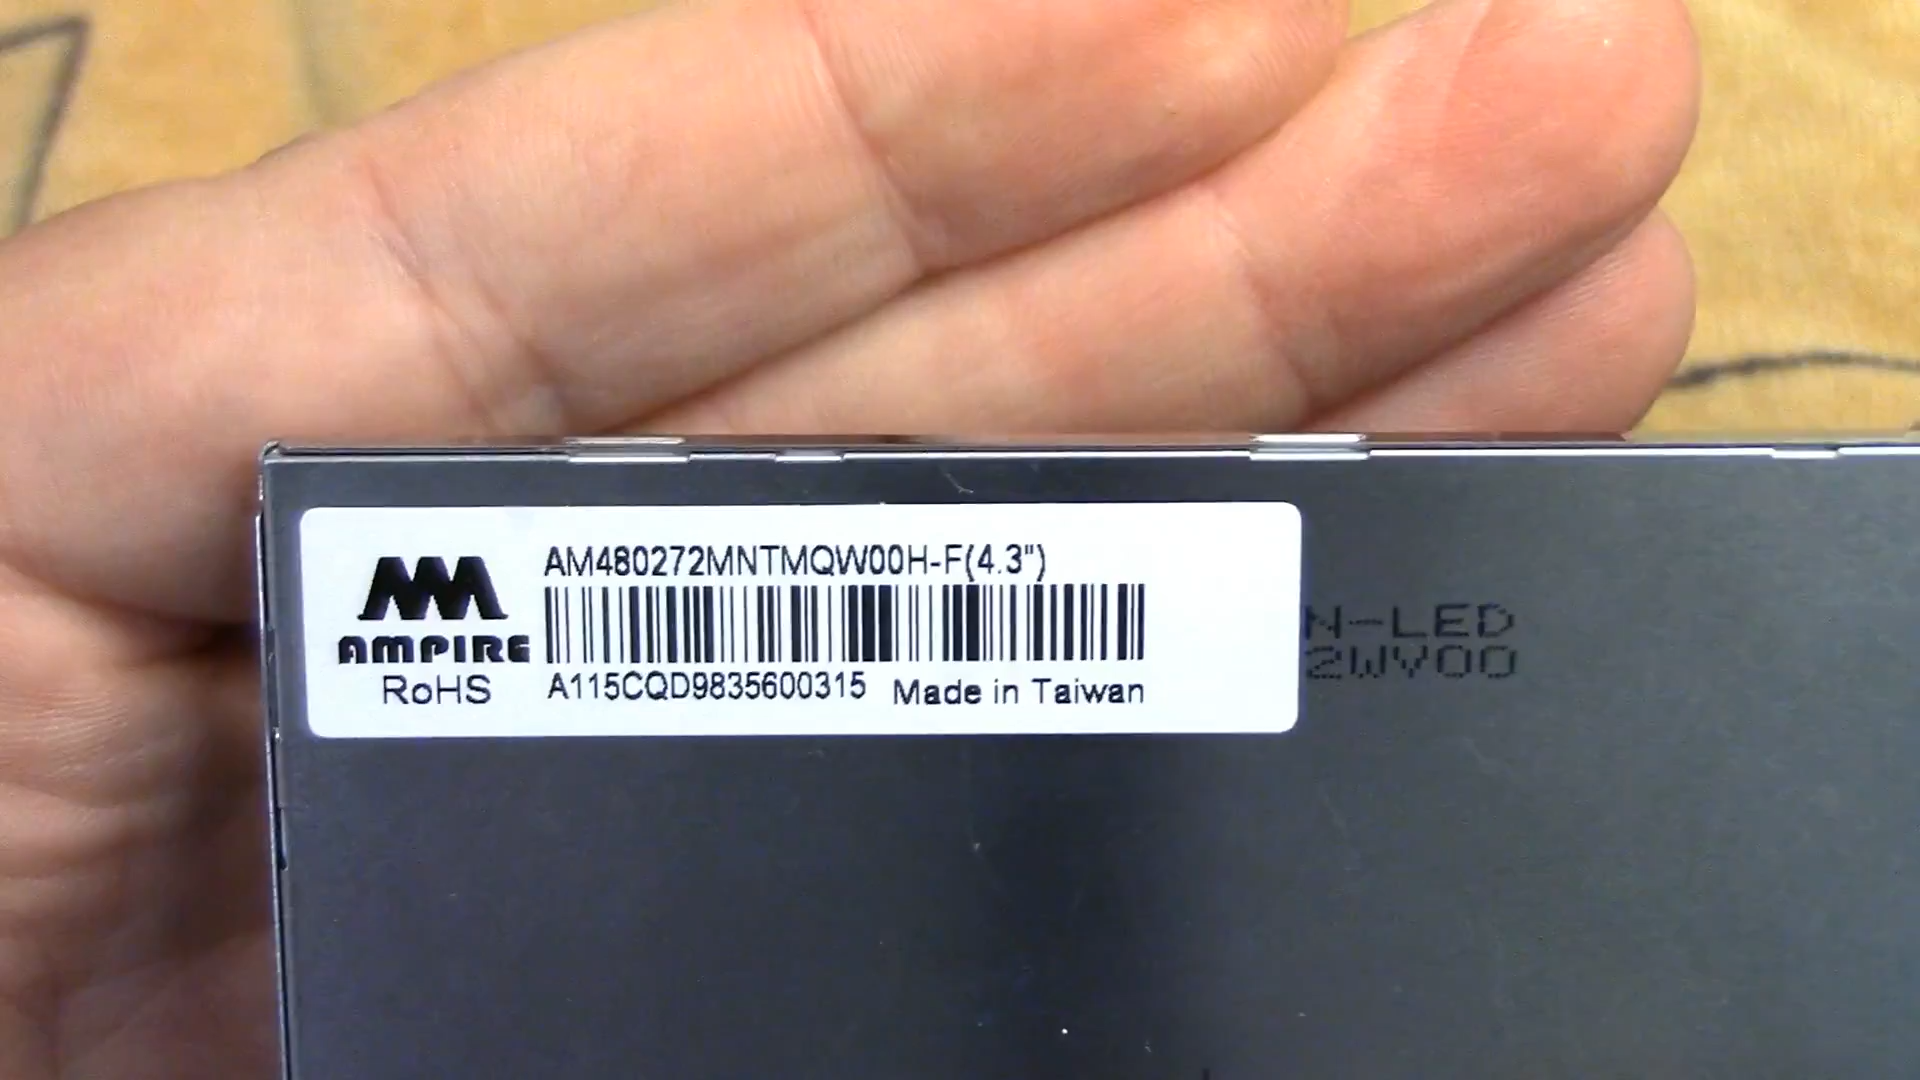 AM480272MNTMQW00H-F(4.3")
AMPIRE
RoHS
A115CQD9835600315 Made in Taiwan
N-LED
2WV00